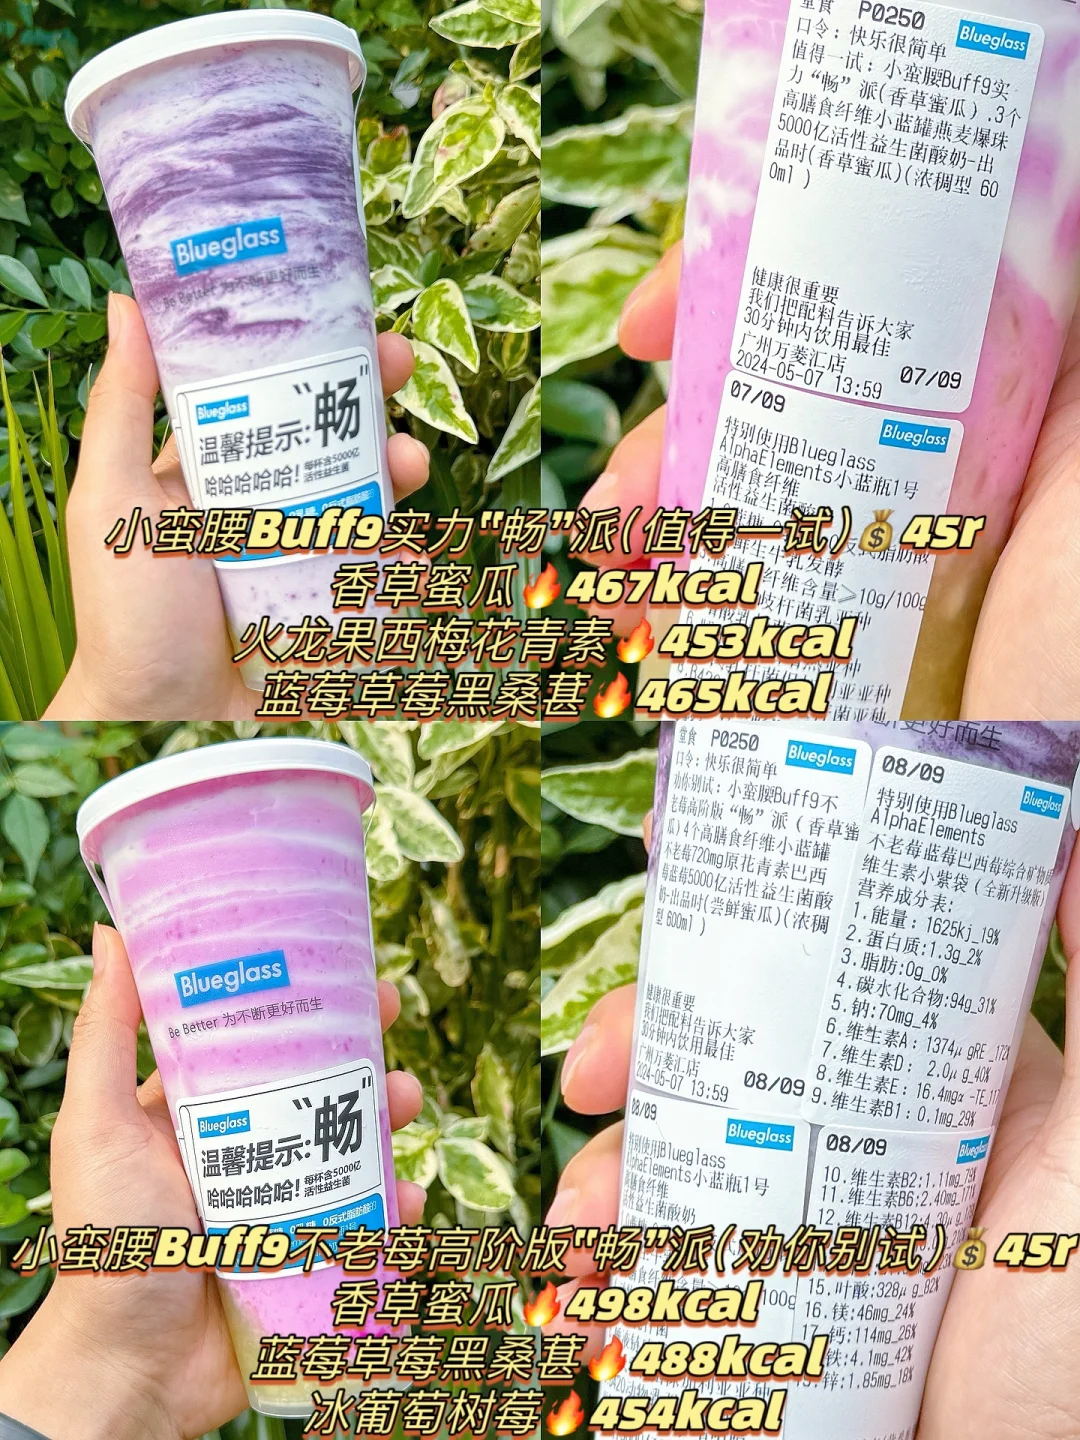 Blueglass
Be Better 为不断更好而生
Blueglass
温馨提示:“畅”
哈哈哈哈哈!
每杯含5000亿
活性益生菌
堂食 P0250
Blueglass
口令: 快乐很简单
值得一试: 小蛮腰Buff9实
力“畅”派(香草蜜瓜).3个
高膳食纤维小蓝罐燕麦爆珠
5000亿活性益生菌酸奶-出
品时(香草蜜瓜)(浓稠型 60
0ml )
健康很重要
我们把配料告诉大家
30分钟内饮用最佳
广州万菱汇店
2024-05-07 13:59 07/09
07/09
Blueglass
特别使用Blueglass
AlphaElements小蓝瓶1号
高膳食纤维
活性益生菌酸
小蛮腰Buff9实力“畅”派(值得一试)💰45r
香草蜜瓜🔥467kcal
火龙果西梅花青素🔥453kcal
蓝莓草莓黑桑葚🔥465kcal
Blueglass
Be Better 为不断更好而生
Blueglass
温馨提示:“畅”
哈哈哈哈哈!
每杯含5000亿
活性益生菌
更好而生
堂食 P0250
Blueglass
口令: 快乐很简单
劝你别试: 小蛮腰Buff9不
老莓高阶版“畅”派(香草蜜
瓜)4个高膳食纤维小蓝罐
不老莓720mg原花青素巴西
莓蓝莓5000亿活性益生菌酸
奶-出品时(尝鲜蜜瓜)(浓稠
型 600ml )
健康很重要
我们把配料告诉大家
30分钟内饮用最佳
广州万菱汇店
2024-05-07 13:59 08/09
08/09
Blueglass
特别使用Blueglass
AlphaElements
不老莓蓝莓巴西莓综合矿物质
维生素小紫袋(全新升级版)
营养成分表:
1.能量: 1625kj_19%
2.蛋白质:1.3g_2%
3.脂肪:0g_0%
4.碳水化合物:94g_31%
5.钠:70mg_4%
6.维生素A: 1374μ gRE_172%
7.维生素D: 2.0μ g_40%
8.维生素E: 16.4mgα -TE_117
9.维生素B1: 0.1mg_29%
08/09
Blueglass
特别使用Blueglass
AlphaElements小蓝瓶1号
高膳食纤维
活性益生菌酸奶
08/09
10.维生素B2:1.11mg_79%
11.维生素B6:2.40mg_171%
15.叶酸:328μ g_82%
16.镁:46mg_24%
17.钙:114mg_26%
铁:4.1mg_42%
锌:1.85mg_18%
小蛮腰Buff9不老莓高阶版“畅”派(劝你别试)💰45r
香草蜜瓜🔥498kcal
蓝莓草莓黑桑葚🔥488kcal
冰葡萄树莓🔥454kcal